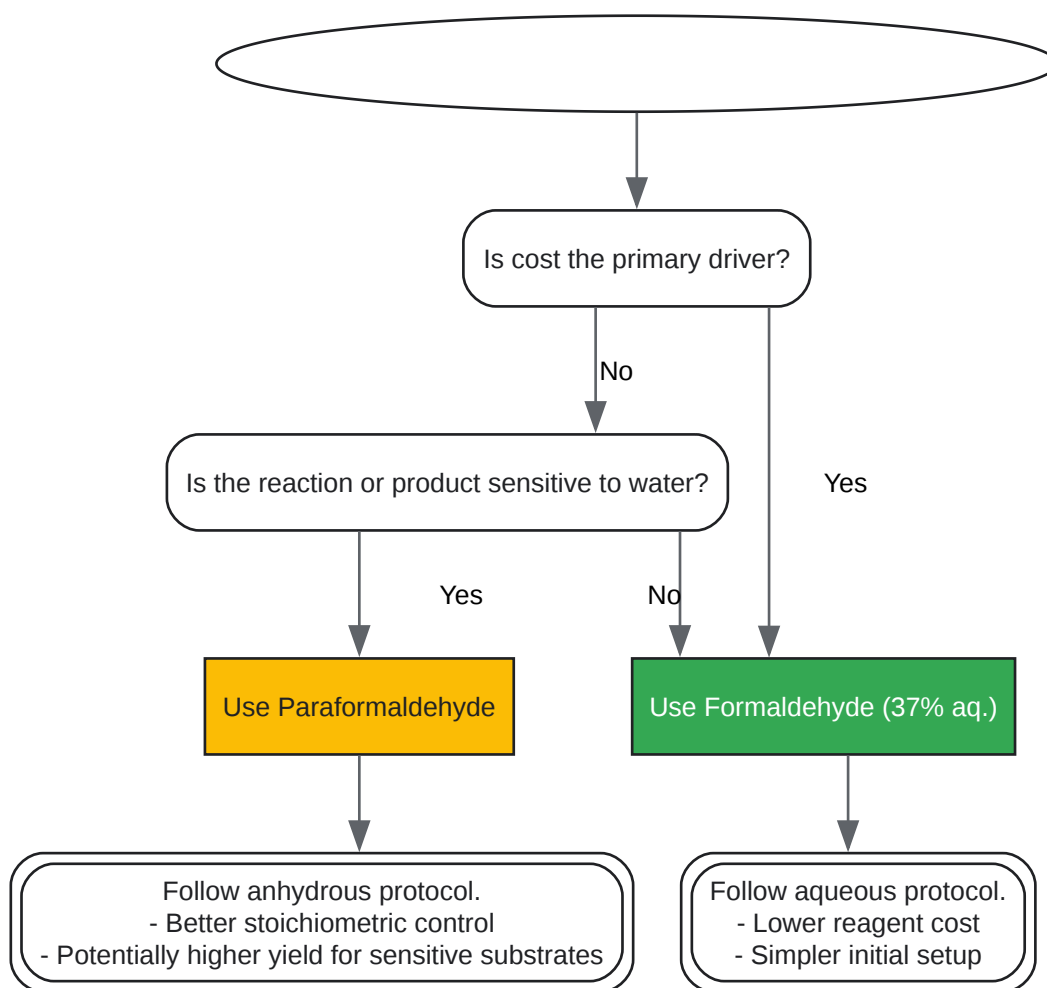 Is cost the primary driver?
No
Is the reaction or product sensitive to water?
Yes
Yes
No
Use Paraformaldehyde
Use Formaldehyde (37% aq.)
Follow anhydrous protocol.
- Better stoichiometric control
- Potentially higher yield for sensitive substrates
Follow aqueous protocol.
- Lower reagent cost
- Simpler initial setup